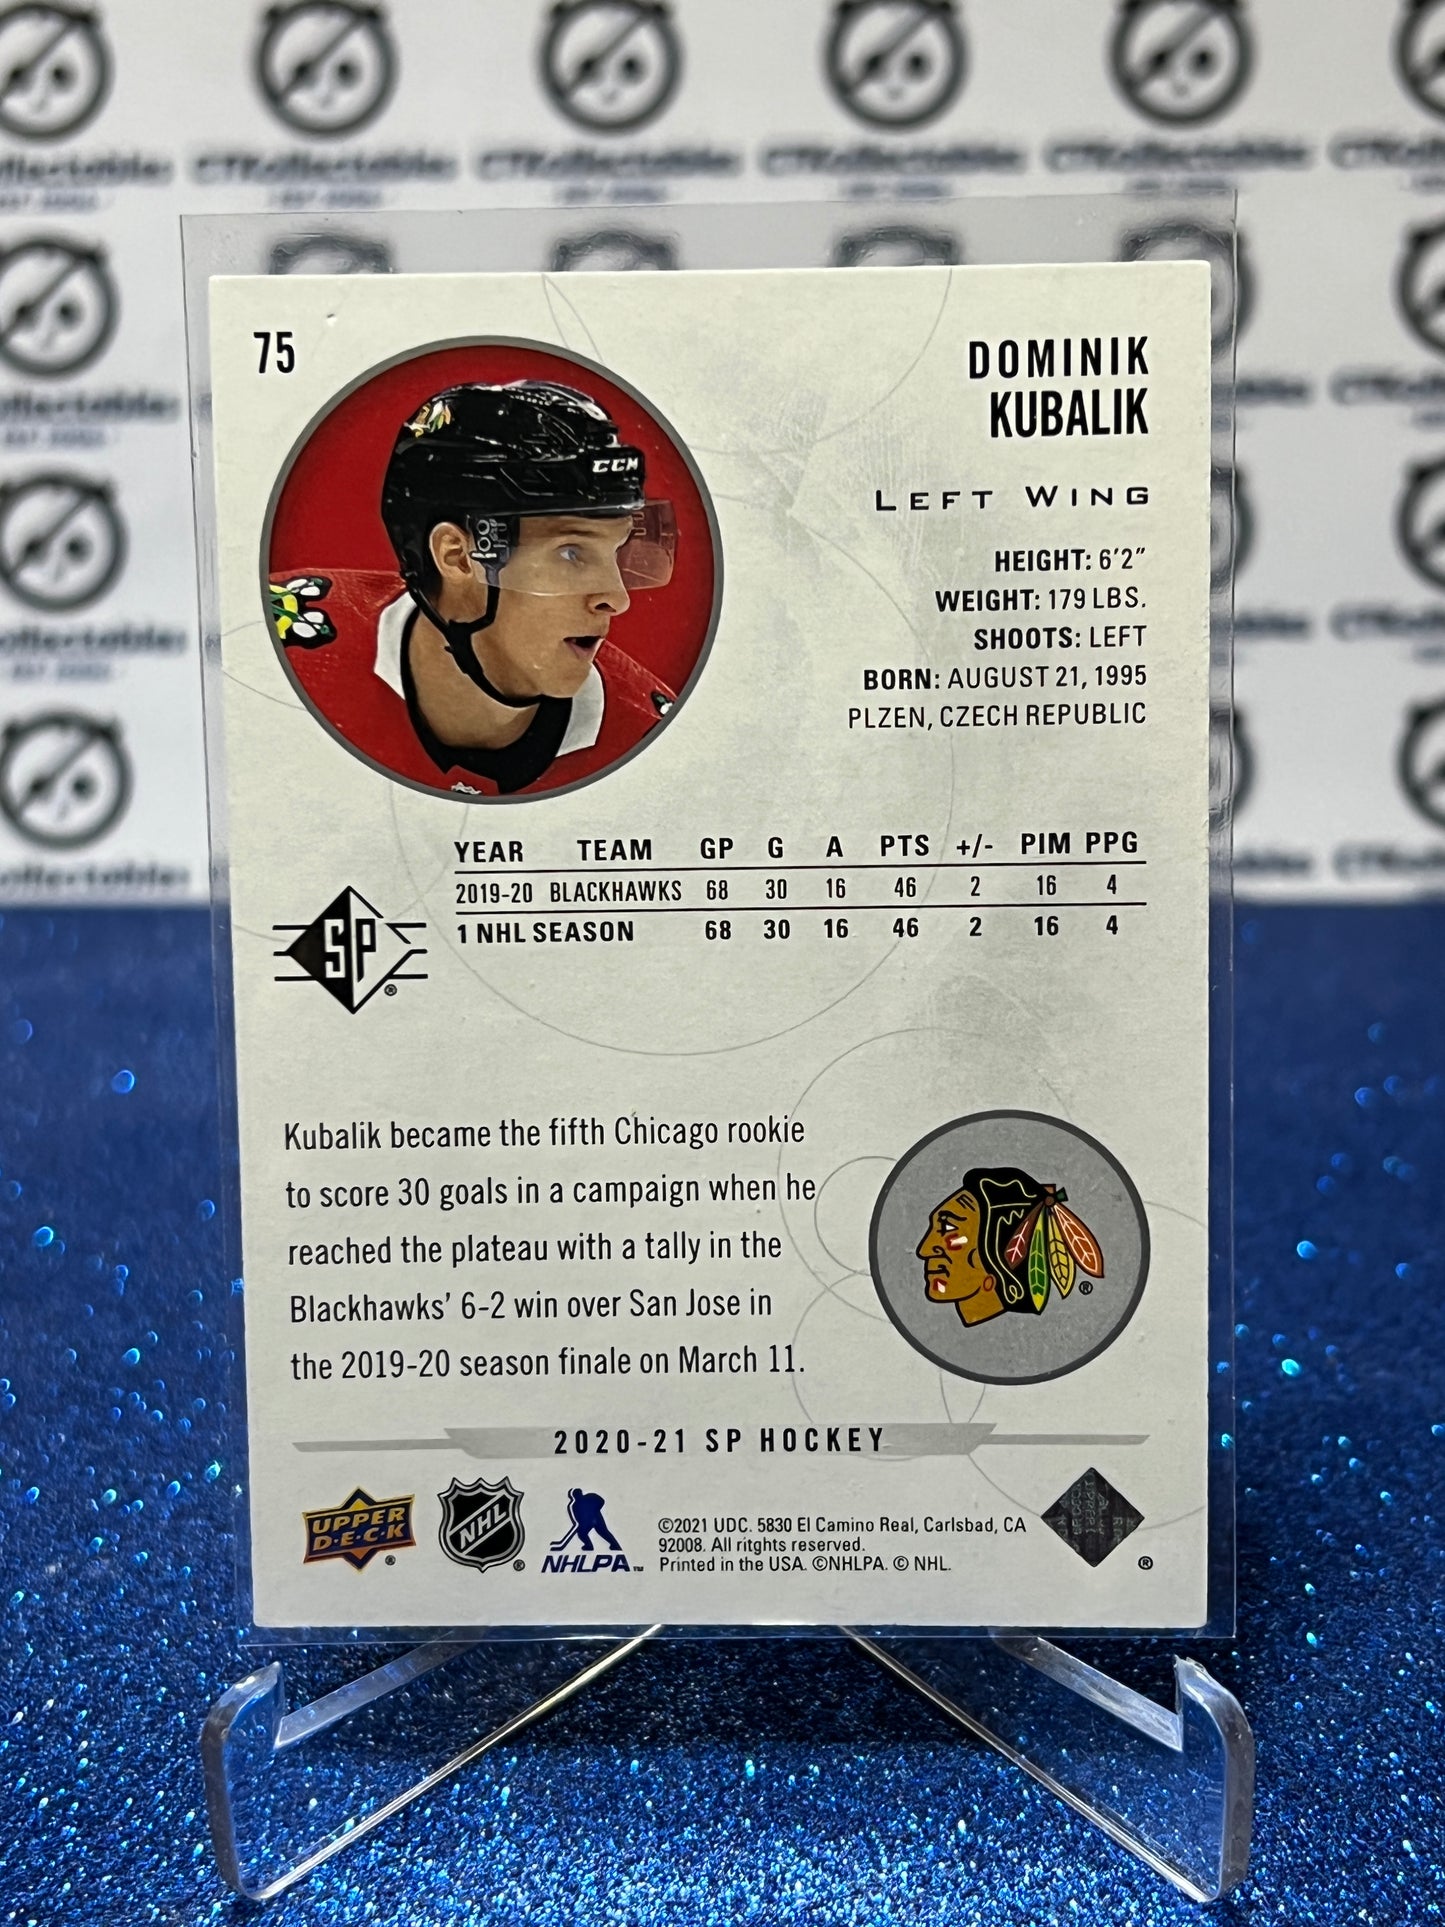 CTKollectables
75
DOMINIK
KUBALIK
LEFT WING
HEIGHT: 6'2"
WEIGHT: 179 LBS.
SHOOTS: LEFT
BORN: AUGUST 21, 1995
PLZEN, CZECH REPUBLIC
CCM
YEAR TEAM GP G A PTS +/- PIM PPG
2019-20 BLACKHAWKS 68 30 16 46 2 16 4
1 NHL SEASON 68 30 16 46 2 16 4
SP®
Kubalik became the fifth Chicago rookie
to score 30 goals in a campaign when he
reached the plateau with a tally in the
Blackhawks' 6-2 win over San Jose in
the 2019-20 season finale on March 11.
®
2020-21 SP HOCKEY
UPPER
D·E·C·K
®
NHL
®
NHLPA™
©2021 UDC. 5830 El Camino Real, Carlsbad, CA
92008. All ritghts reserved.
Printed in the USA. ©NHLPA. © NHL.
®